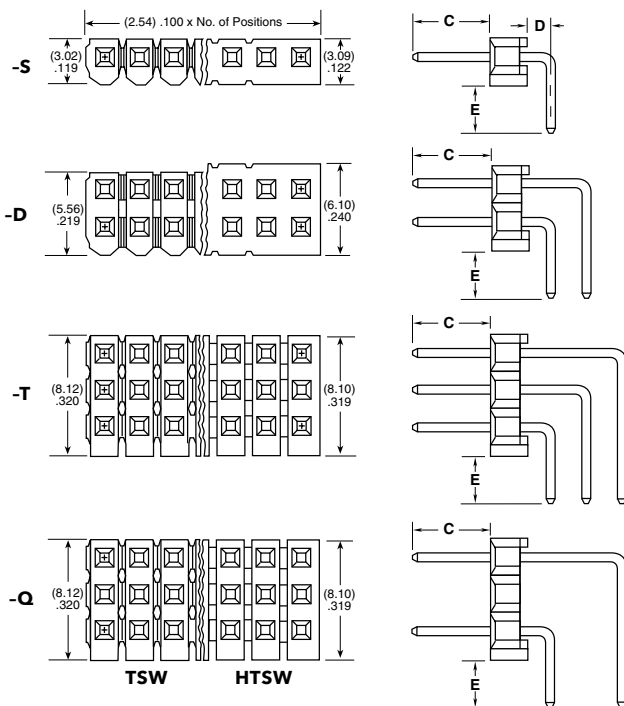 (2.54) .100 x No. of Positions
C
D
-S
(3.02)
.119
(3.09)
.122
E
C
-D
(5.56)
.219
(6.10)
.240
E
C
-T
(8.12)
.320
(8.10)
.319
E
C
-Q
(8.12)
.320
(8.10)
.319
E
TSW
HTSW